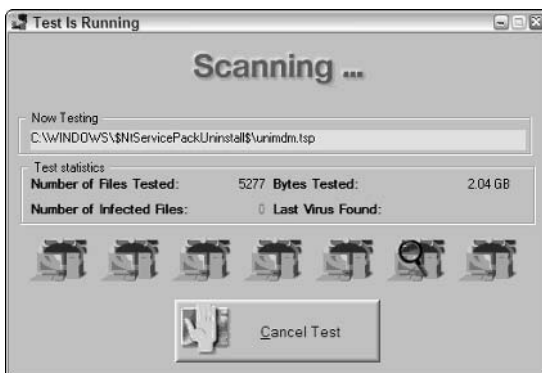 Test Is Running
Scanning ...
Now Testing
C:\WINDOWS\$NtServicePackUninstall$\unimdm.tsp
Test statistics
Number of Files Tested: 5277 Bytes Tested: 2.04 GB
Number of Infected Files: 0 Last Virus Found:
Cancel Test